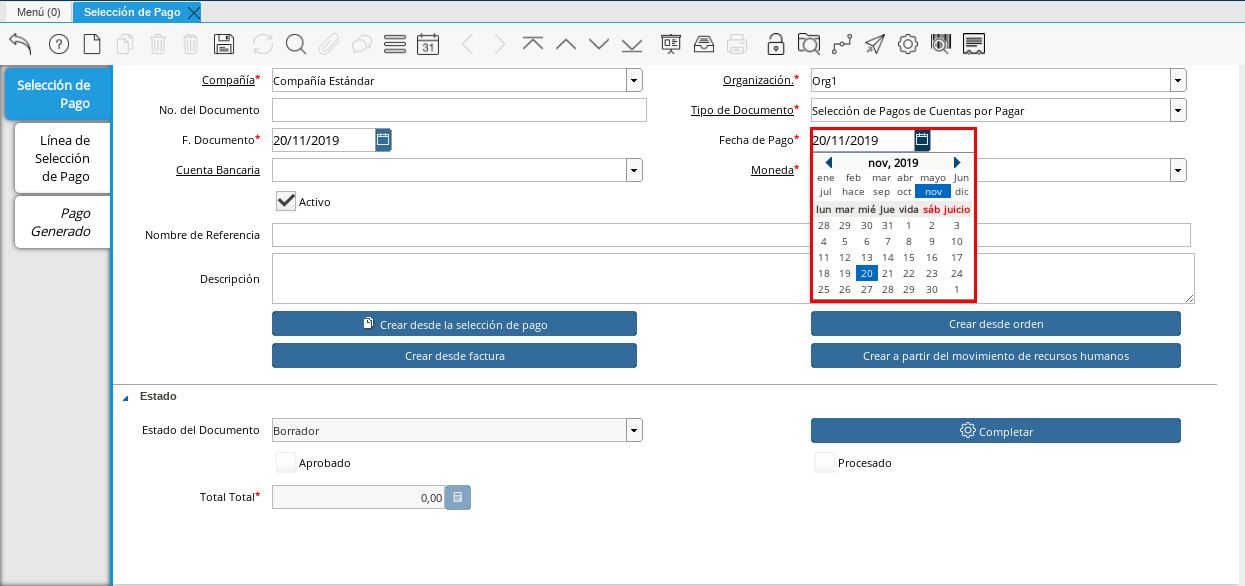 Menú (0)
Selección de Pago
31
Selección de
Pago
Línea de
Selección
de Pago
Pago
Generado
Compañía*
Compañía Estándar
Organización.*
Org1
No. del Documento
Tipo de Documento*
Selección de Pagos de Cuentas por Pagar
F. Documento*
20/11/2019
Fecha de Pago*
20/11/2019
Cuenta Bancaria
Moneda*
nov, 2019
ene feb mar abr mayo Jun
jul hace sep oct nov dic
lun mar mié Jue vida sáb juicio
28 29 30 31 1 2 3
4 5 6 7 8 9 10
11 12 13 14 15 16 17
18 19 20 21 22 23 24
25 26 27 28 29 30 1
Activo
Nombre de Referencia
Descripción
Crear desde la selección de pago
Crear desde orden
Crear desde factura
Crear a partir del movimiento de recursos humanos
Estado
Estado del Documento
Borrador
Completar
Aprobado
Procesado
Total Total*
0,00